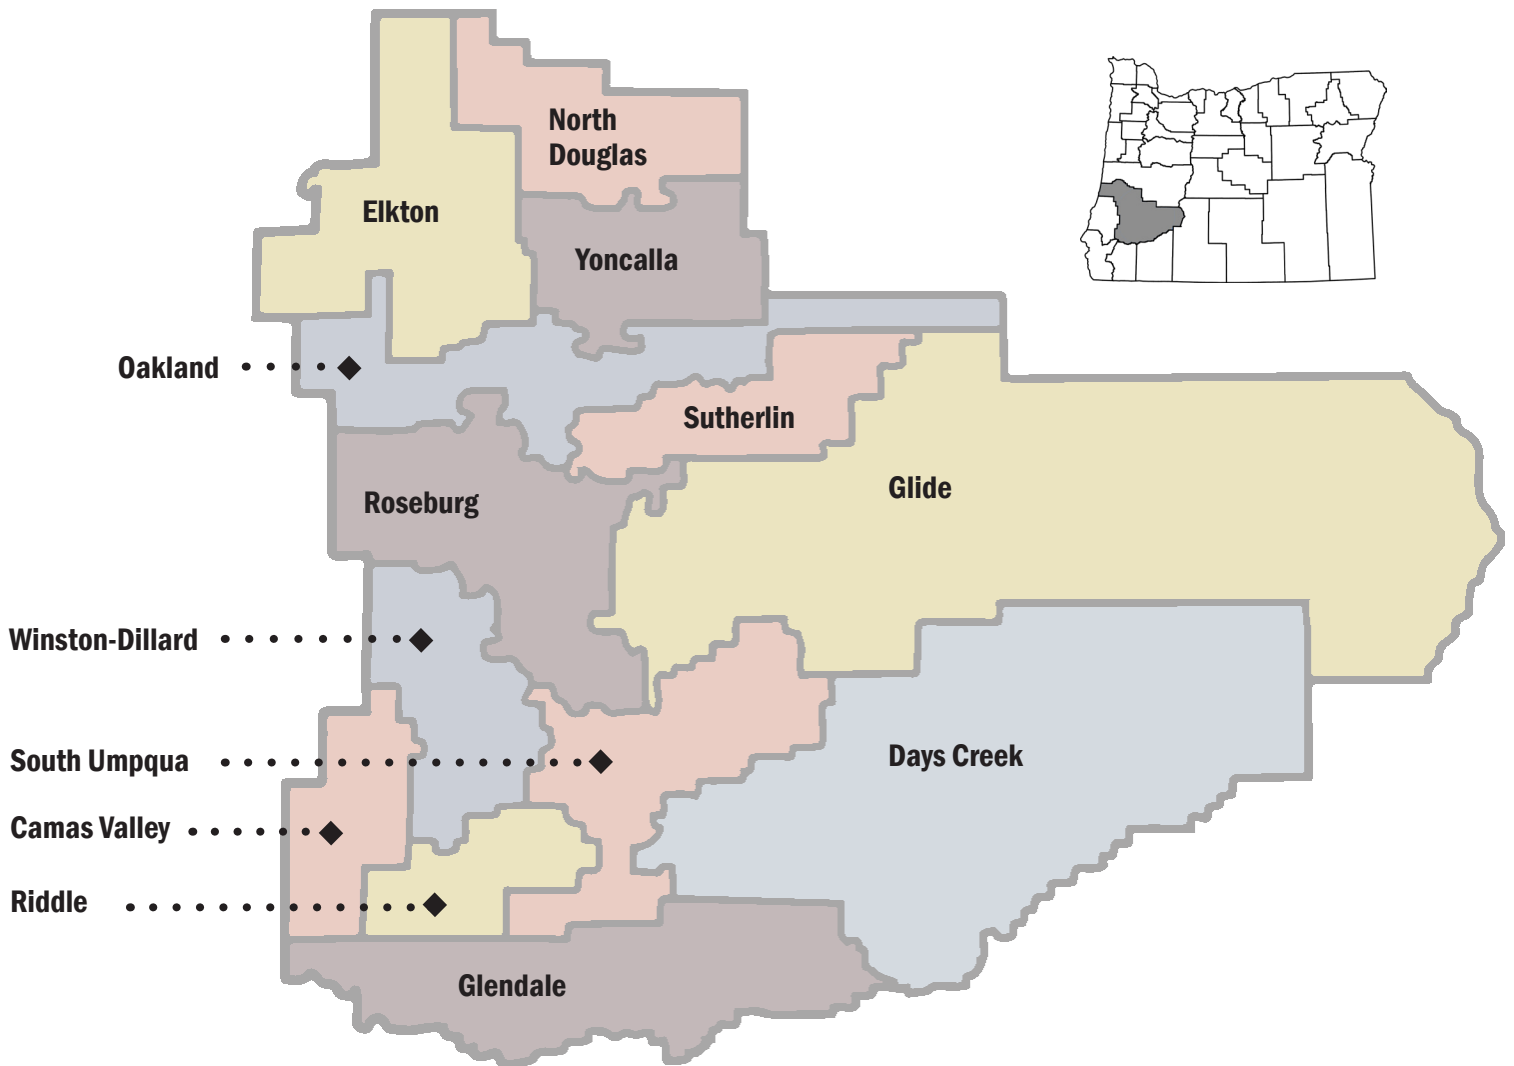 North
Douglas
Elkton
Yoncalla
Oakland
Sutherlin
Glide
Roseburg
Winston-Dillard
South Umpqua
Days Creek
Camas Valley
Riddle
Glendale